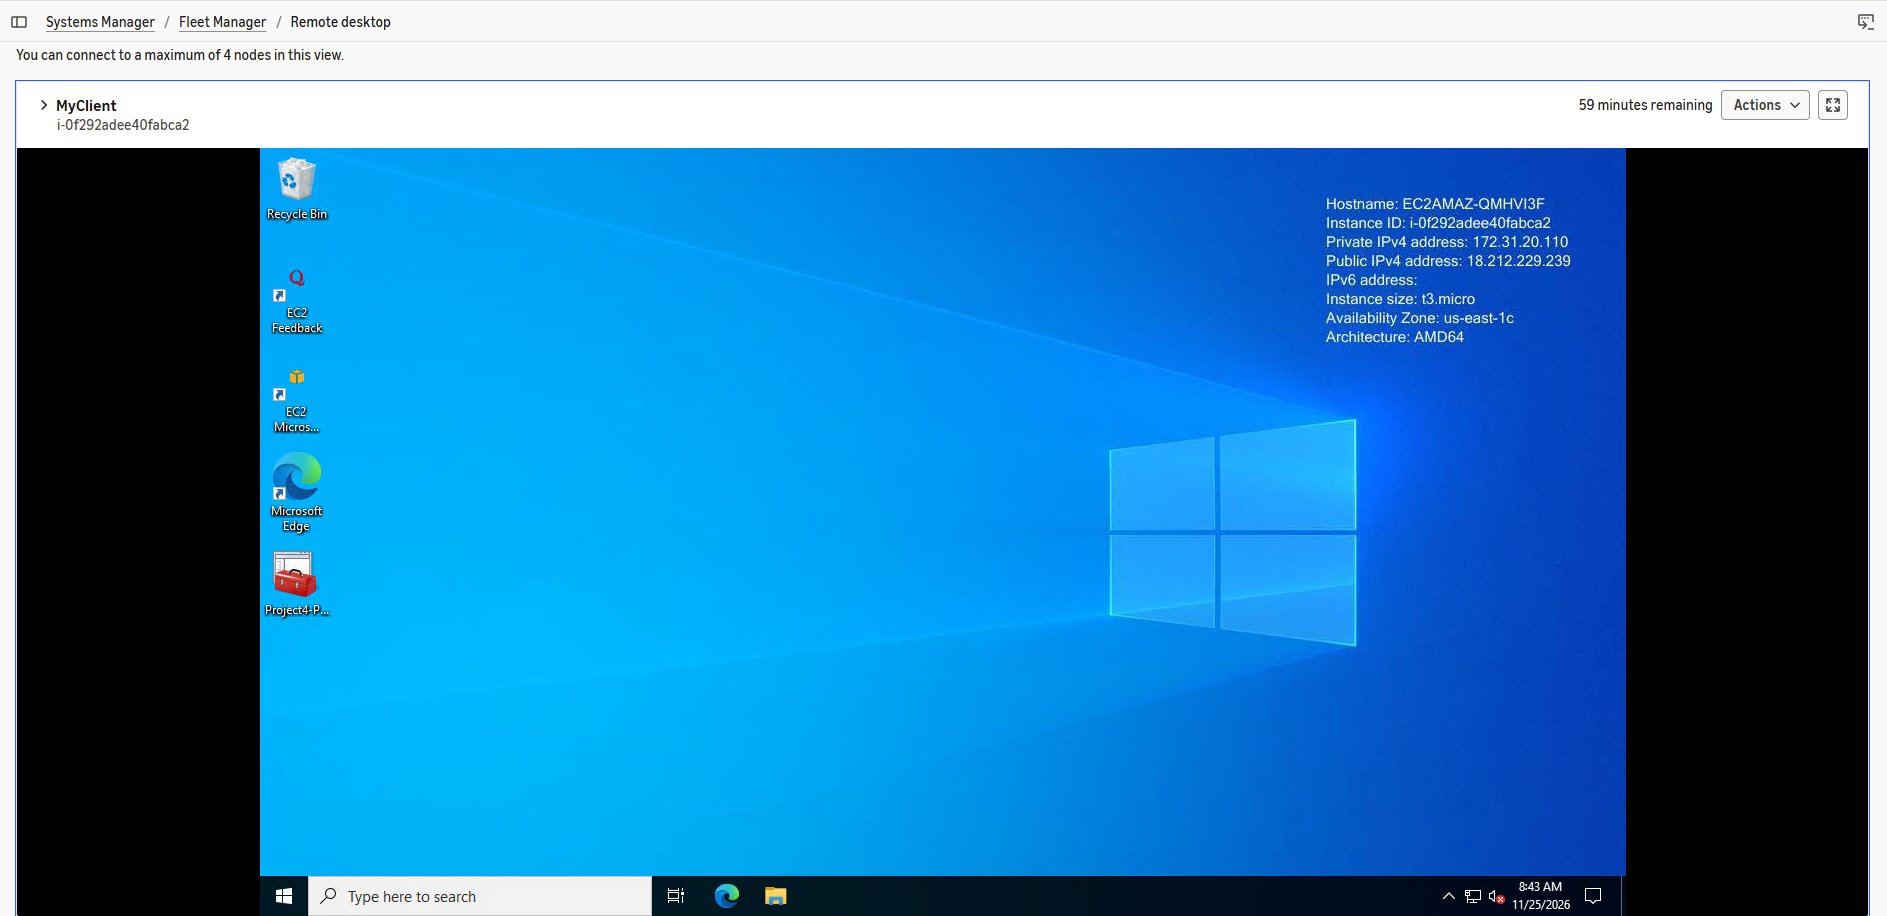 Systems Manager / Fleet Manager / Remote desktop
You can connect to a maximum of 4 nodes in this view.
MyClient
i-0f292adee40fabca2
59 minutes remaining
Actions
Recycle Bin
Hostname: EC2AMAZ-QMHVI3F
Instance ID: i-0f292adee40fabca2
Private IPv4 address: 172.31.20.110
Public IPv4 address: 18.212.229.239
IPv6 address:
Instance size: t3.micro
Availability Zone: us-east-1c
Architecture: AMD64
Q
EC2
Feedback
EC2
Micros...
Microsoft
Edge
Project4-P...
Type here to search
8:43 AM
11/25/2026